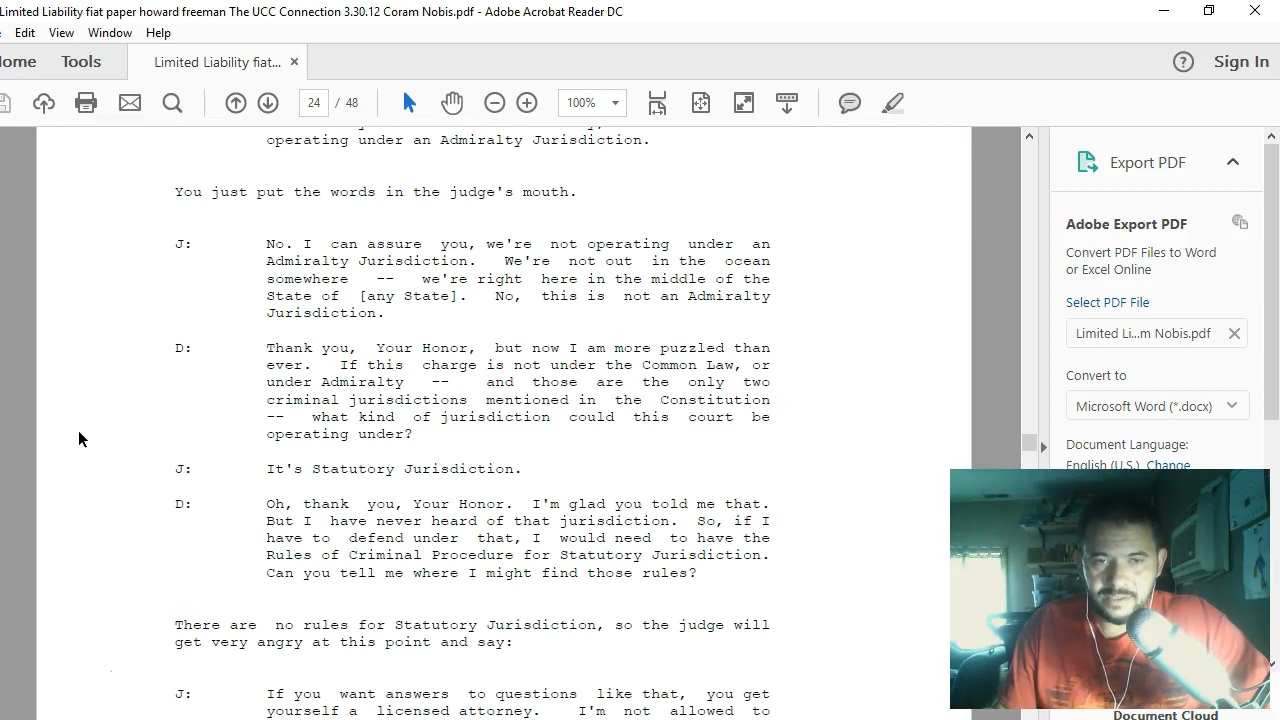 Limited Liability fiat paper howard freeman The UCC Connection 3.30.12 Coram Nobis.pdf - Adobe Acrobat Reader DC
Edit View Window Help
Tools Limited Liability fiat... × Sign In
24 / 48 100%
operating under an Admiralty Jurisdiction.
You just put the words in the judge's mouth.
J: No. I can assure you, we're not operating under an
Admiralty Jurisdiction. We're not out in the ocean
somewhere -- we're right here in the middle of the
State of [any State]. No, this is not an Admiralty
Jurisdiction.
D: Thank you, Your Honor, but now I am more puzzled than
ever. If this charge is not under the Common Law, or
under Admiralty -- and those are the only two
criminal jurisdictions mentioned in the Constitution
-- what kind of jurisdiction could this court be
operating under?
J: It's Statutory Jurisdiction.
D: Oh, thank you, Your Honor. I'm glad you told me that.
But I have never heard of that jurisdiction. So, if I
have to defend under that, I would need to have the
Rules of Criminal Procedure for Statutory Jurisdiction.
Can you tell me where I might find those rules?
There are no rules for Statutory Jurisdiction, so the judge will
get very angry at this point and say:
J: If you want answers to questions like that, you get
yourself a licensed attorney. I'm not allowed to
Export PDF
Adobe Export PDF
Convert PDF Files to Word
or Excel Online
Select PDF File
Limited Li...m Nobis.pdf
Convert to
Microsoft Word (*.docx)
Document Language:
English (U.S.) Change
Document Cloud